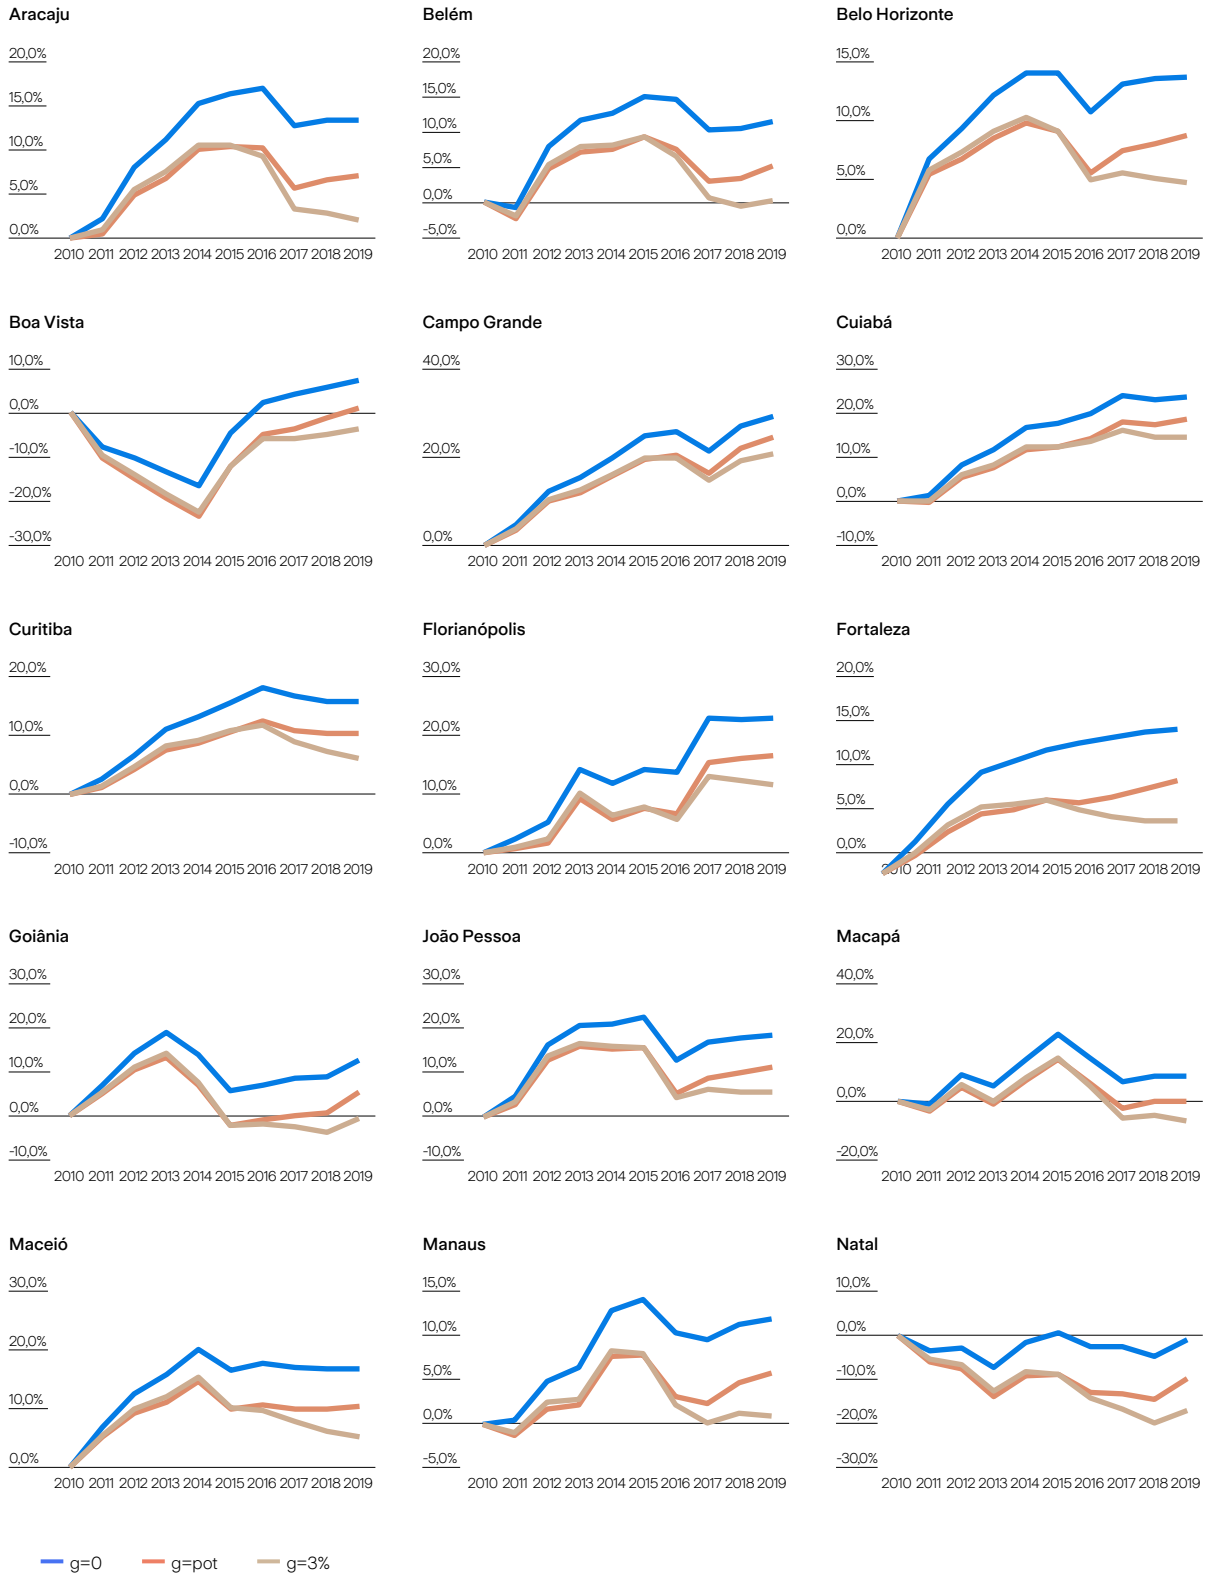 Aracaju
20,0%
15,0%
10,0%
5,0%
0,0%
2010 2011 2012 2013 2014 2015 2016 2017 2018 2019
Belém
20,0%
15,0%
10,0%
5,0%
0,0%
-5,0%
2010 2011 2012 2013 2014 2015 2016 2017 2018 2019
Belo Horizonte
15,0%
10,0%
5,0%
0,0%
2010 2011 2012 2013 2014 2015 2016 2017 2018 2019
Boa Vista
10,0%
0,0%
-10,0%
-20,0%
-30,0%
2010 2011 2012 2013 2014 2015 2016 2017 2018 2019
Campo Grande
40,0%
20,0%
0,0%
2010 2011 2012 2013 2014 2015 2016 2017 2018 2019
Cuiabá
30,0%
20,0%
10,0%
0,0%
-10,0%
2010 2011 2012 2013 2014 2015 2016 2017 2018 2019
Curitiba
20,0%
10,0%
0,0%
-10,0%
2010 2011 2012 2013 2014 2015 2016 2017 2018 2019
Florianópolis
30,0%
20,0%
10,0%
0,0%
2010 2011 2012 2013 2014 2015 2016 2017 2018 2019
Fortaleza
20,0%
15,0%
10,0%
5,0%
0,0%
2010 2011 2012 2013 2014 2015 2016 2017 2018 2019
Goiânia
30,0%
20,0%
10,0%
0,0%
-10,0%
2010 2011 2012 2013 2014 2015 2016 2017 2018 2019
João Pessoa
30,0%
20,0%
10,0%
0,0%
-10,0%
2010 2011 2012 2013 2014 2015 2016 2017 2018 2019
Macapá
40,0%
20,0%
0,0%
-20,0%
2010 2011 2012 2013 2014 2015 2016 2017 2018 2019
Maceió
30,0%
20,0%
10,0%
0,0%
2010 2011 2012 2013 2014 2015 2016 2017 2018 2019
Manaus
15,0%
10,0%
5,0%
0,0%
-5,0%
2010 2011 2012 2013 2014 2015 2016 2017 2018 2019
Natal
10,0%
0,0%
-10,0%
-20,0%
-30,0%
2010 2011 2012 2013 2014 2015 2016 2017 2018 2019
g=0 g=pot g=3%